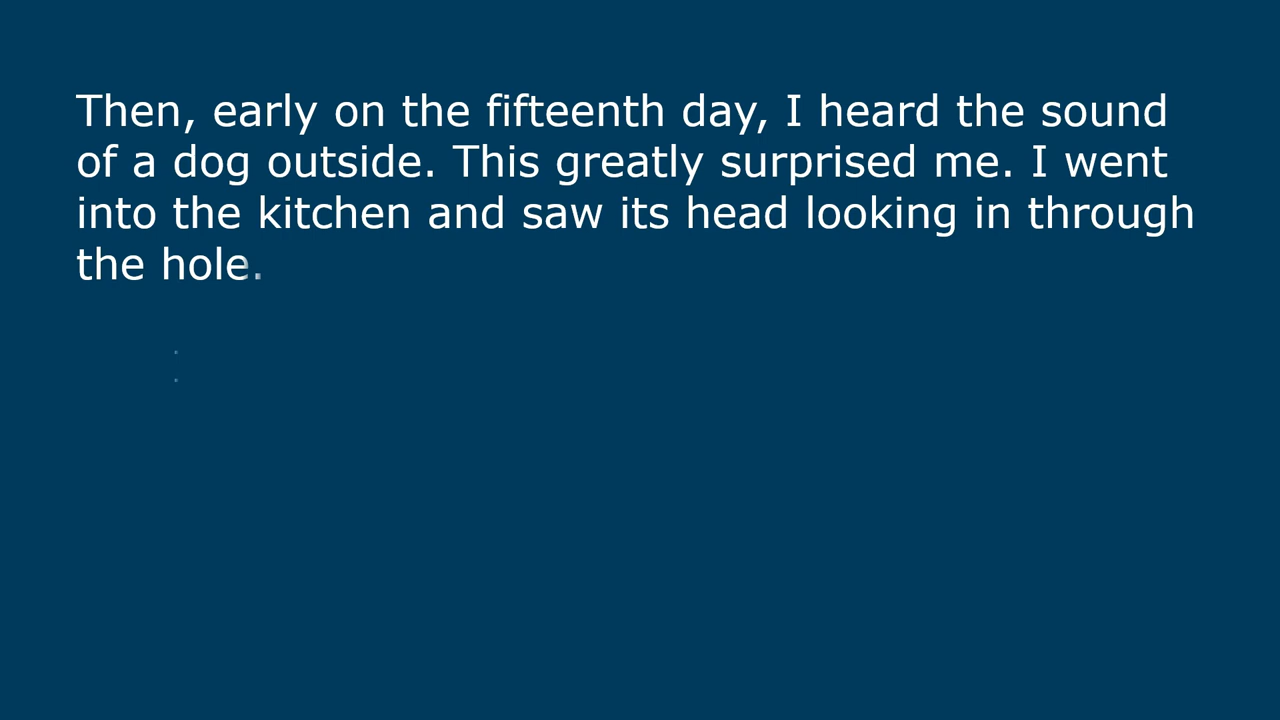 Then, early on the fifteenth day, I heard the sound
of a dog outside. This greatly surprised me. I went
into the kitchen and saw its head looking in through
the hole.